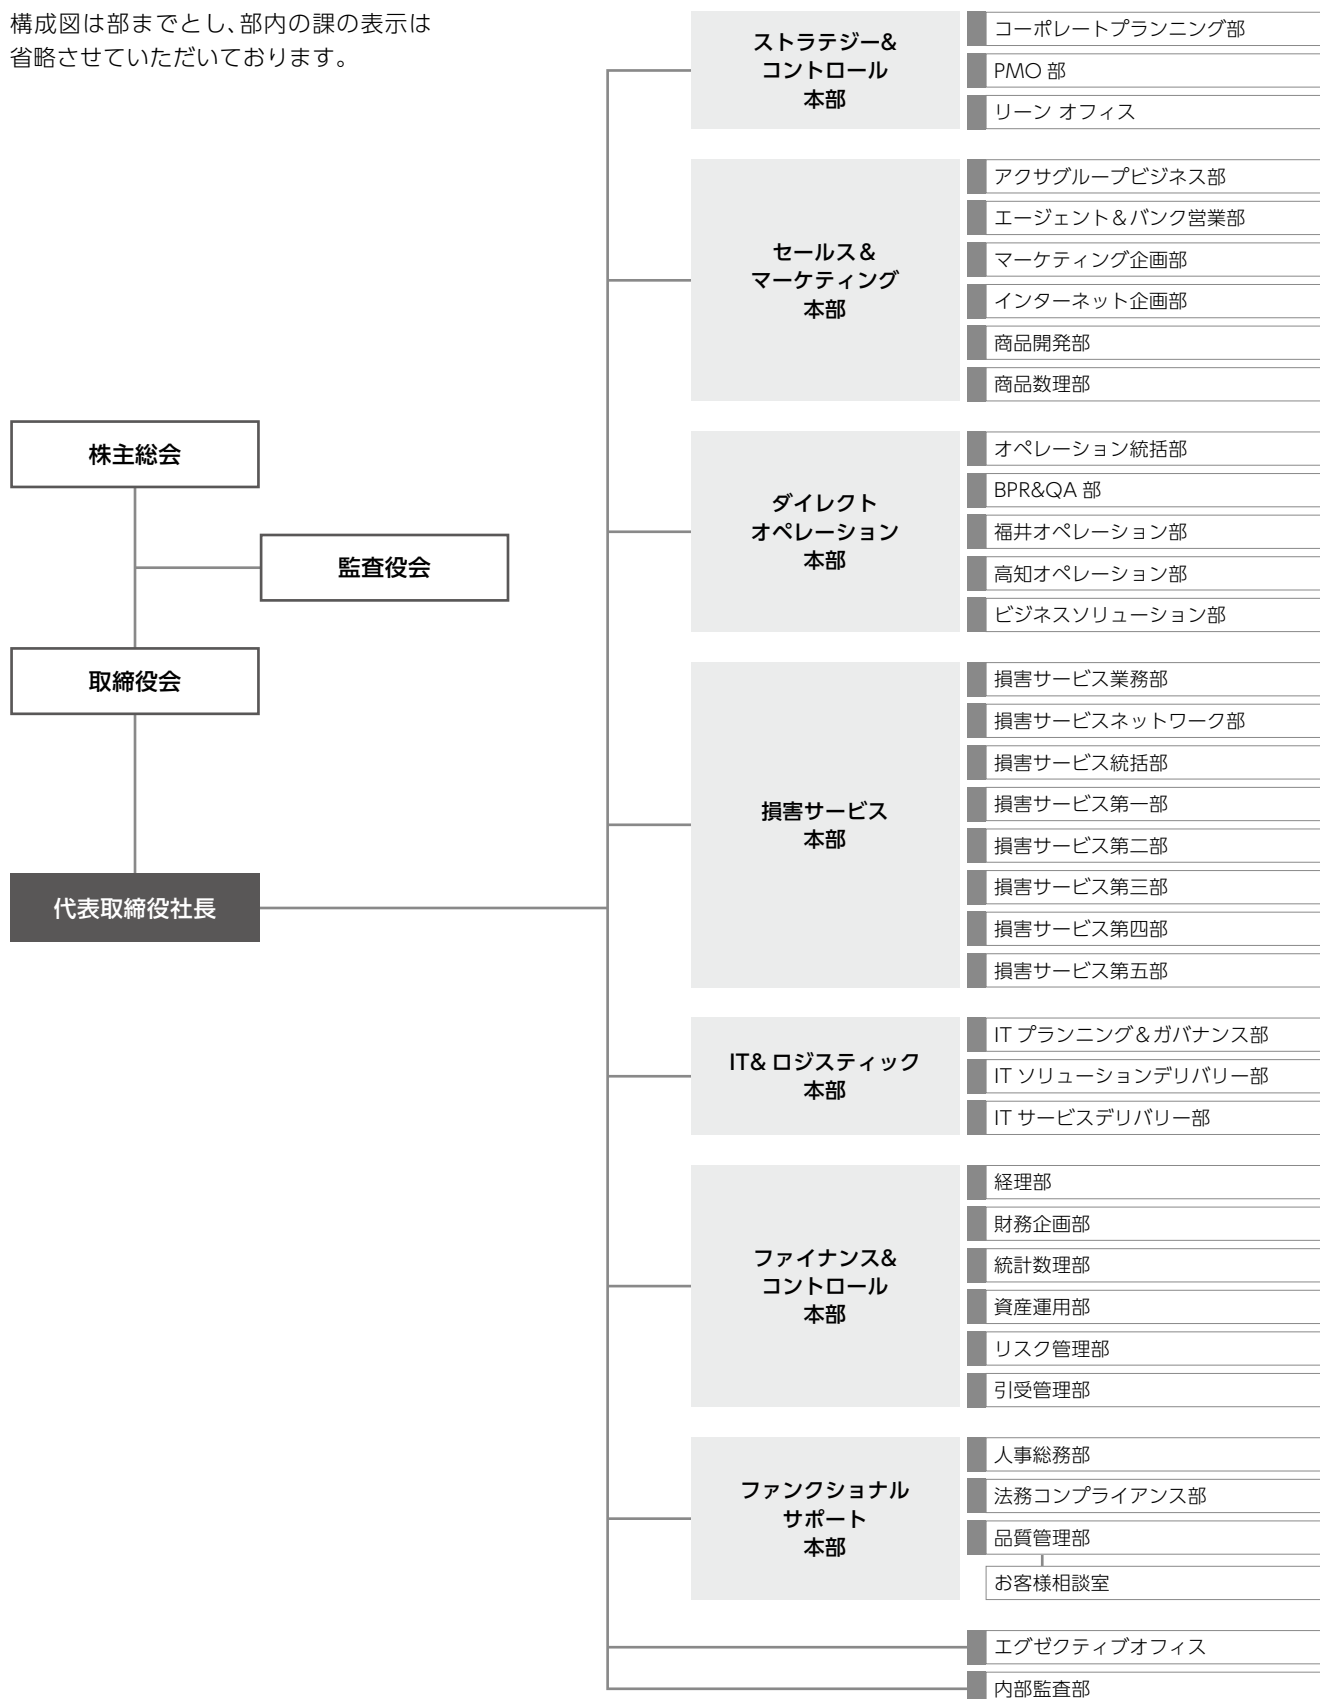 構成図は部までとし、部内の課の表示は
省略させていただいております。
株主総会
監査役会
取締役会
代表取締役社長
ストラテジー&
コントロール
本部
コーポレートプランニング部
PMO 部
リーン オフィス
セールス&
マーケティング
本部
アクサグループビジネス部
エージェント&バンク営業部
マーケティング企画部
インターネット企画部
商品開発部
商品数理部
ダイレクト
オペレーション
本部
オペレーション統括部
BPR&QA 部
福井オペレーション部
高知オペレーション部
ビジネスソリューション部
損害サービス
本部
損害サービス業務部
損害サービスネットワーク部
損害サービス統括部
損害サービス第一部
損害サービス第二部
損害サービス第三部
損害サービス第四部
損害サービス第五部
IT& ロジスティック
本部
IT プランニング&ガバナンス部
IT ソリューションデリバリー部
IT サービスデリバリー部
ファイナンス&
コントロール
本部
経理部
財務企画部
統計数理部
資産運用部
リスク管理部
引受管理部
ファンクショナル
サポート
本部
人事総務部
法務コンプライアンス部
品質管理部
お客様相談室
エグゼクティブオフィス
内部監査部